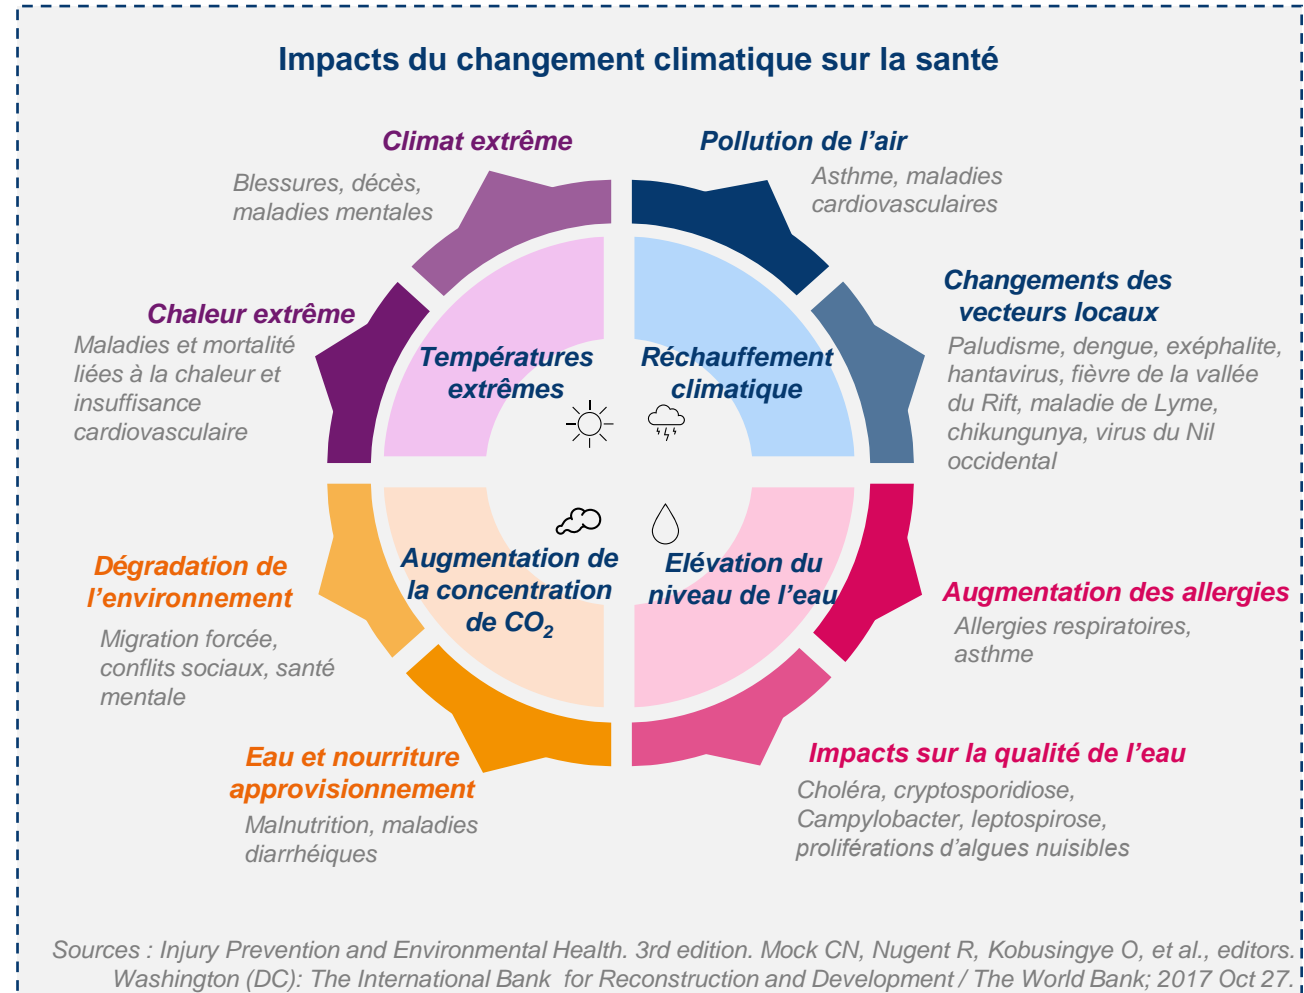 Impacts du changement climatique sur la santé
Climat extrême
Blessures, décès,
maladies mentales
Pollution de l’air
Asthme, maladies
cardiovasculaires
Chaleur extrême
Maladies et mortalité
liées à la chaleur et
insuffisance
cardiovasculaire
Températures
extrêmes
Réchauffement
climatique
Changements des
vecteurs locaux
Paludisme, dengue, exéphalite,
hantavirus, fièvre de la vallée
du Rift, maladie de Lyme,
chikungunya, virus du Nil
occidental
Dégradation de
l’environnement
Migration forcée,
conflits sociaux, santé
mentale
Augmentation de
la concentration
de CO₂
Elévation du
niveau de l’eau
Augmentation des allergies
Allergies respiratoires,
asthme
Eau et nourriture
approvisionnement
Malnutrition, maladies
diarrhéiques
Impacts sur la qualité de l’eau
Choléra, cryptosporidiose,
Campylobacter, leptospirose,
proliférations d’algues nuisibles
Sources : Injury Prevention and Environmental Health. 3rd edition. Mock CN, Nugent R, Kobusingye O, et al., editors.
Washington (DC): The International Bank for Reconstruction and Development / The World Bank; 2017 Oct 27.